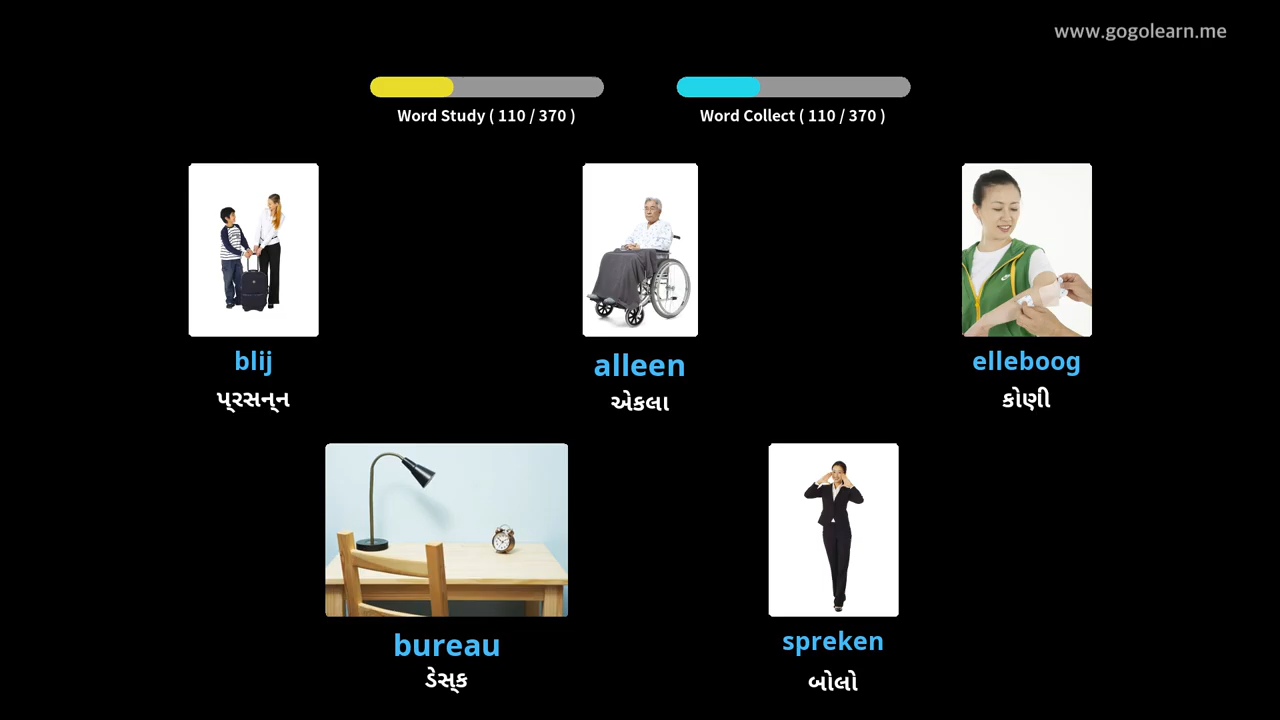 www.gogolearn.me
Word Study ( 110 / 370 )
Word Collect ( 110 / 370 )
blij
પ્રસન્ન
alleen
એકલા
elleboog
કોણી
bureau
ડેસ્ક
spreken
બોલો